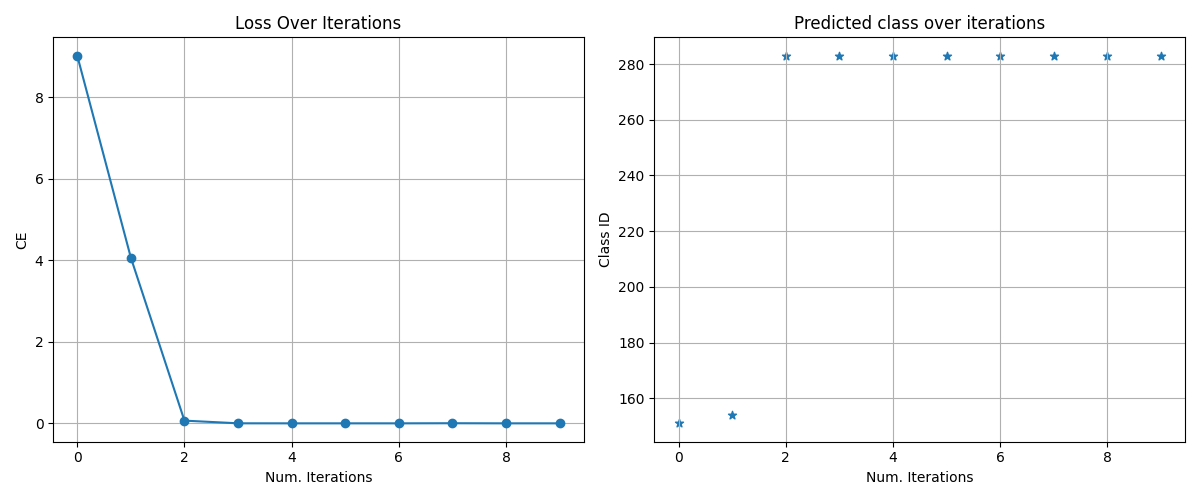 Loss Over Iterations
CE
8
6
4
2
0
0 2 4 6 8
Num. Iterations
Predicted class over iterations
Class ID
280
260
240
220
200
180
160
0 2 4 6 8
Num. Iterations